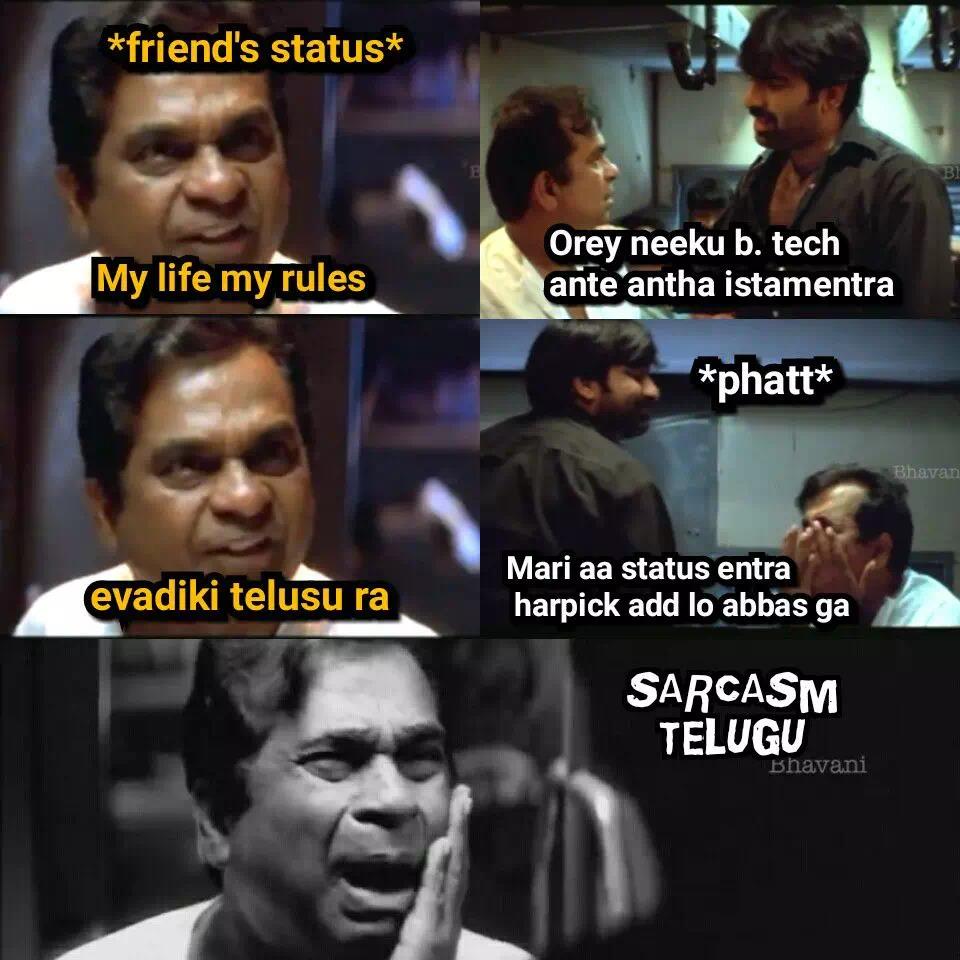 *friend's status*
My life my rules
Orey neeku b. tech
ante antha istamentra
evadiki telusu ra
*phatt*
Bhavan
Mari aa status entra
harpick add lo abbas ga
SARCASM
TELUGU
Bhavani